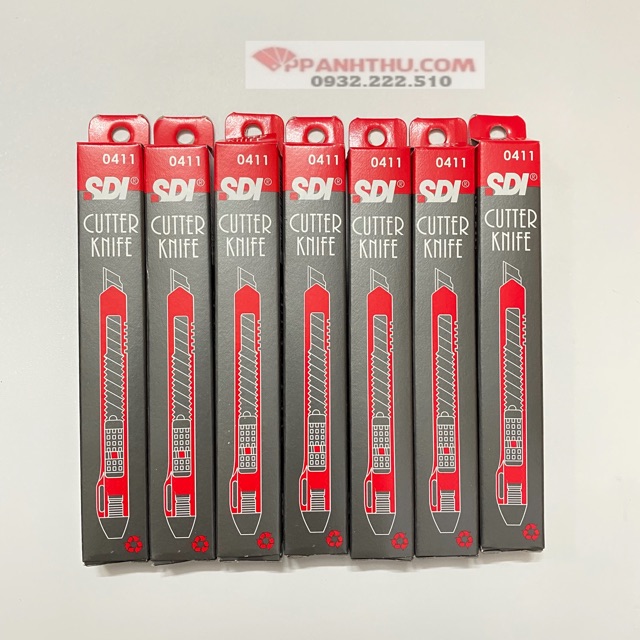 VPPANHTHU.COM
0932.222.510
0411
SDI®
CUTTER
KNIFE
0411
SDI®
CUTTER
KNIFE
0411
SDI®
CUTTER
KNIFE
0411
SDI®
CUTTER
KNIFE
0411
SDI®
CUTTER
KNIFE
0411
SDI®
CUTTER
KNIFE
0411
SDI®
CUTTER
KNIFE